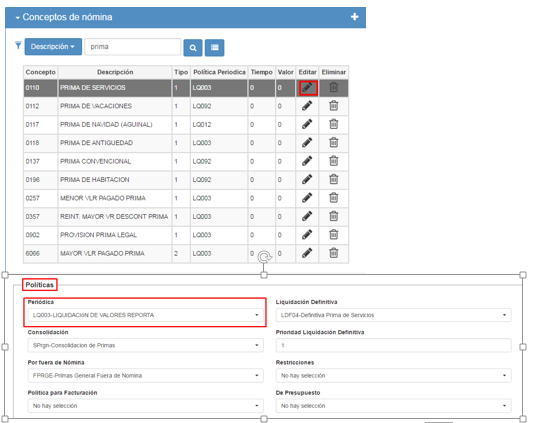 Conceptos de nómina
Descripción prima
Concepto Descripción Tipo Política Periodica Tiempo Valor Editar Eliminar
0110 PRIMA DE SERVICIOS 1 LQ003 0 0
0112 PRIMA DE VACACIONES 1 LQ092 0 0
0117 PRIMA DE NAVIDAD (AGUINAL) 1 LQ012 0 0
0118 PRIMA DE ANTIGUEDAD 1 LQ003 0 0
0137 PRIMA CONVENCIONAL 1 LQ092 0 0
0196 PRIMA DE HABITACION 1 LQ092 0 0
0257 MENOR VLR PAGADO PRIMA 1 LQ003 0 0
0357 REINT. MAYOR VR DESCONT PRIMA 1 LQ003 0 0
0902 PROVISION PRIMA LEGAL 1 LQ003 0 0
6066 MAYOR VLR PAGADO PRIMA 2 LQ003 0 0
Políticas
Periódica Liquidación Definitiva
LQ003-LIQUIDACIóN DE VALORES REPORTA LDF04-Definitiva Prima de Servicios
Consolidación Prioridad Liquidación Definitiva
SPrgn-Consolidacion de Primas 1
Por fuera de Nómina Restricciones
FPRGE-Primas General Fuera de Nomina No hay selección
Política para Facturación De Presupuesto
No hay selección No hay selección